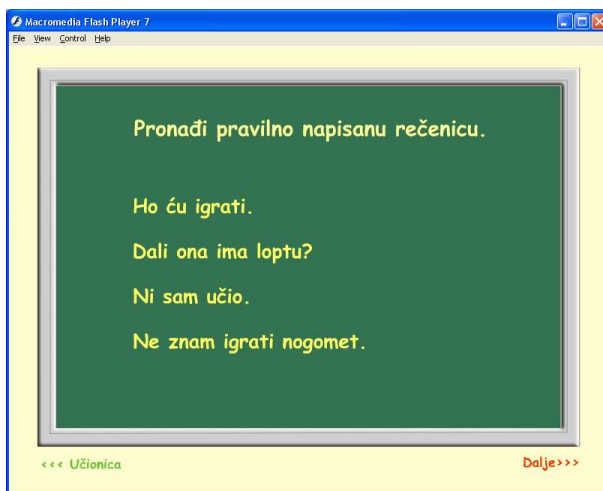 Macromedia Flash Player 7
File View Control Help
Pronađi pravilno napisanu rečenicu.
Ho ću igrati.
Dali ona ima loptu?
Ni sam učio.
Ne znam igrati nogomet.
<<< Učionica
Dalje>>>